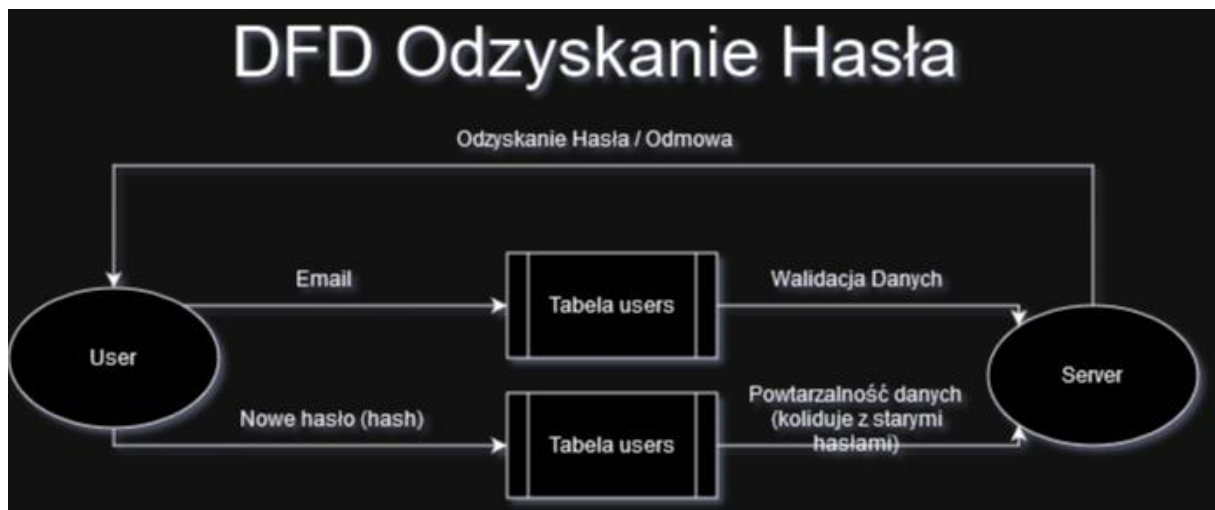 DFD Odzyskanie Hasła
Odzyskanie Hasła / Odmowa
Email
Tabela users
Walidacja Danych
User
Server
Nowe hasło (hash)
Tabela users
Powtarzalność danych
(koliduje z starymi
hasłami)